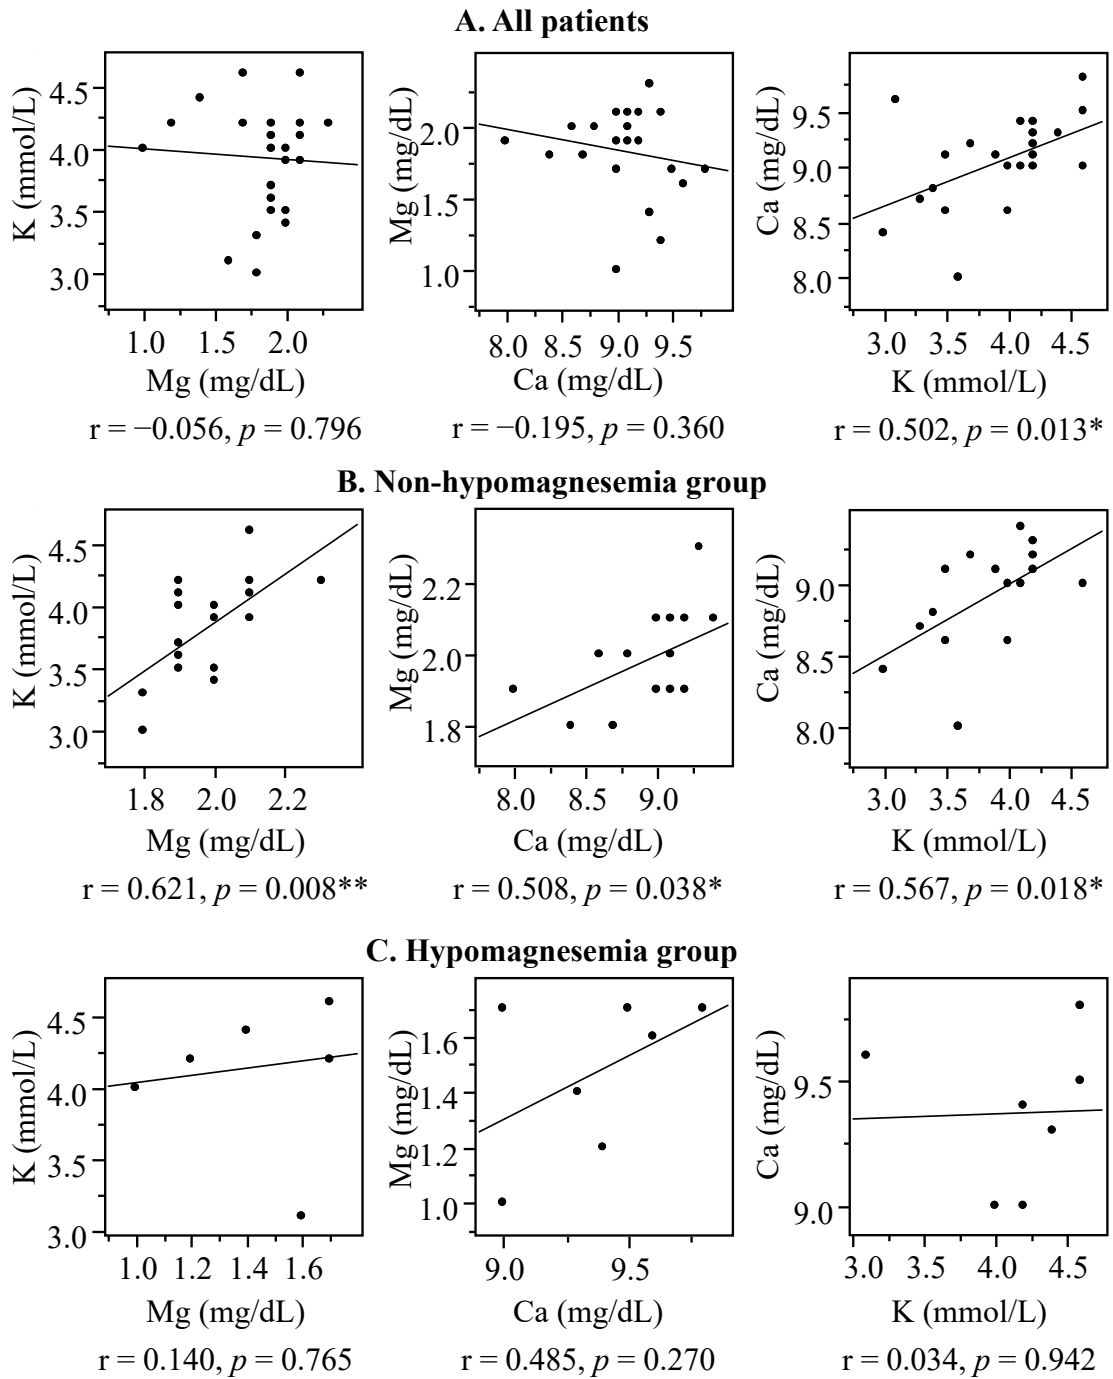 A. All patients
K (mmol/L)
4.5
4.0
3.5
3.0
1.0 1.5 2.0
Mg (mg/dL)
r = −0.056, p = 0.796
Mg (mg/dL)
2.0
1.5
1.0
8.0 8.5 9.0 9.5
Ca (mg/dL)
r = −0.195, p = 0.360
Ca (mg/dL)
9.5
9.0
8.5
8.0
3.0 3.5 4.0 4.5
K (mmol/L)
r = 0.502, p = 0.013*
B. Non-hypomagnesemia group
K (mmol/L)
4.5
4.0
3.5
3.0
1.8 2.0 2.2
Mg (mg/dL)
r = 0.621, p = 0.008**
Mg (mg/dL)
2.2
2.0
1.8
8.0 8.5 9.0
Ca (mg/dL)
r = 0.508, p = 0.038*
Ca (mg/dL)
9.0
8.5
8.0
3.0 3.5 4.0 4.5
K (mmol/L)
r = 0.567, p = 0.018*
C. Hypomagnesemia group
K (mmol/L)
4.5
4.0
3.5
3.0
1.0 1.2 1.4 1.6
Mg (mg/dL)
r = 0.140, p = 0.765
Mg (mg/dL)
1.6
1.4
1.2
1.0
9.0 9.5
Ca (mg/dL)
r = 0.485, p = 0.270
Ca (mg/dL)
9.5
9.0
3.0 3.5 4.0 4.5
K (mmol/L)
r = 0.034, p = 0.942